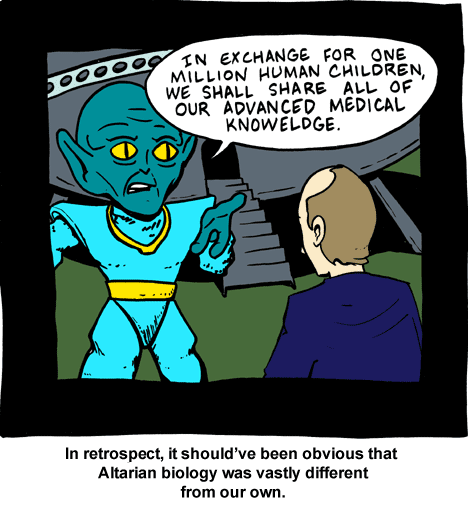 IN EXCHANGE FOR ONE
MILLION HUMAN CHILDREN,
WE SHALL SHARE ALL OF
OUR ADVANCED MEDICAL
KNOWELDGE.
In retrospect, it should've been obvious that
Altarian biology was vastly different
from our own.